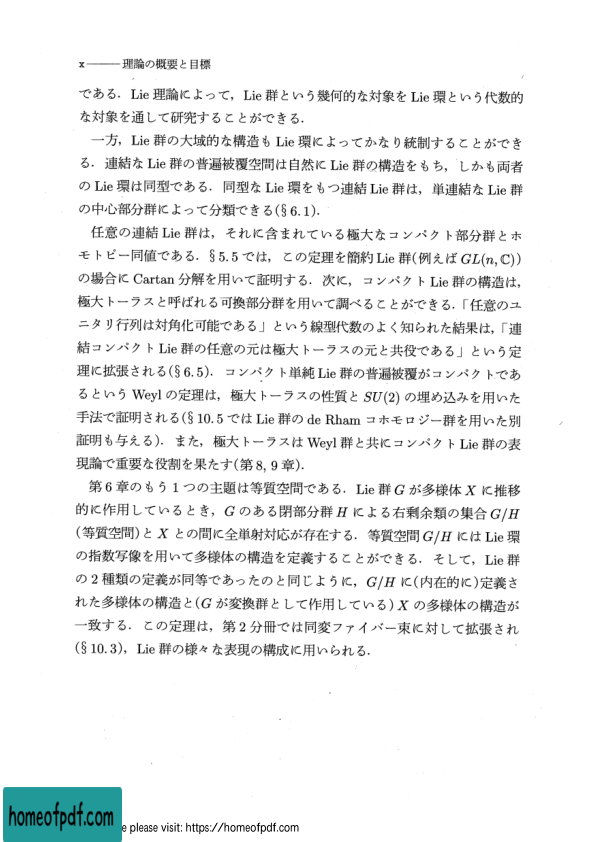 x ―― 理論の概要と目標
である．Lie 理論によって，Lie 群という幾何的な対象を Lie 環という代数的
な対象を通して研究することができる．
一方，Lie 群の大域的な構造も Lie 環によってかなり統制することができ
る．連結な Lie 群の普遍被覆空間は自然に Lie 群の構造をもち，しかも両者
の Lie 環は同型である．同型な Lie 環をもつ連結 Lie 群は，単連結な Lie 群
の中心部分群によって分類できる(§6.1)．
任意の連結 Lie 群は，それに含まれている極大なコンパクト部分群とホ
モトピー同値である．§5.5 では，この定理を簡約 Lie 群(例えば GL(n,ℂ))
の場合に Cartan 分解を用いて証明する．次に，コンパクト Lie 群の構造は，
極大トーラスと呼ばれる可換部分群を用いて調べることができる．「任意のユ
ニタリ行列は対角化可能である」という線型代数のよく知られた結果は，「連
結コンパクト Lie 群の任意の元は極大トーラスの元と共役である」という定
理に拡張される(§6.5)．コンパクト単純 Lie 群の普遍被覆がコンパクトであ
るという Weyl の定理は，極大トーラスの性質と SU(2) の埋め込みを用いた
手法で証明される(§10.5 では Lie 群の de Rham コホモロジー群を用いた別
証明も与える)．また，極大トーラスは Weyl 群と共にコンパクト Lie 群の表
現論で重要な役割を果たす(第 8, 9 章)．
第 6 章のもう 1 つの主題は等質空間である．Lie 群 G が多様体 X に推移
的に作用しているとき，G のある閉部分群 H による右剰余類の集合 G/H
(等質空間)と X との間に全単射対応が存在する．等質空間 G/H には Lie 環
の指数写像を用いて多様体の構造を定義することができる．そして，Lie 群
の 2 種類の定義が同等であったのと同じように，G/H に(内在的に)定義さ
れた多様体の構造と(G が変換群として作用している) X の多様体の構造が
一致する．この定理は，第 2 分冊では同変ファイバー束に対して拡張され
(§10.3)，Lie 群の様々な表現の構成に用いられる．
homeofpdf.com
please visit: https://homeofpdf.com